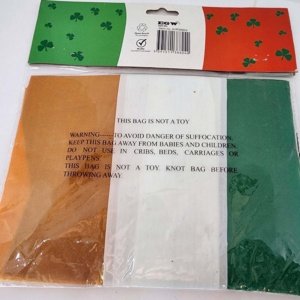 EGW
THIS BAG IS NOT A TOY
WARNING-----TO AVOID DANGER OF SUFFOCATION.
KEEP THIS BAG AWAY FROM BABIES AND CHILDREN,
DO NOT USE IN CRIBS, BEDS, CARRIAGES OR
PLAYPENS.
THIS BAG IS NOT A TOY. KNOT BAG BEFORE
THROWING AWAY.